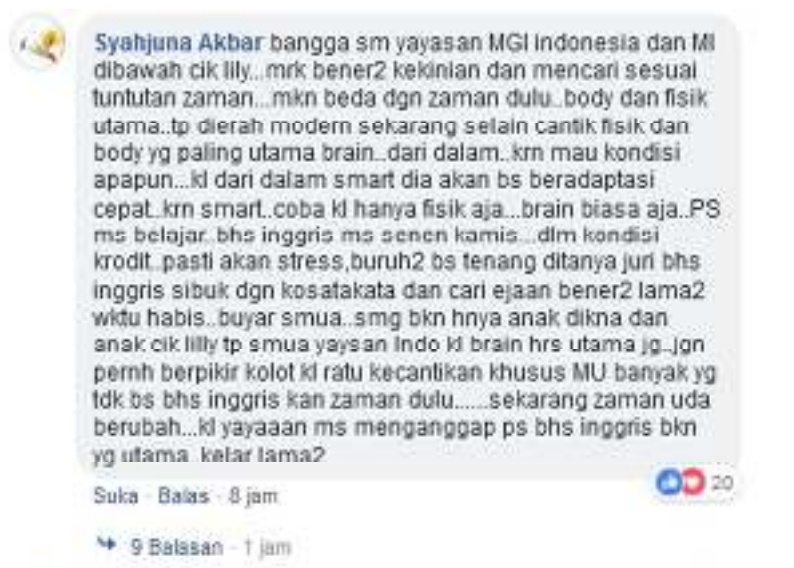 Syahjuna Akbar bangga sm yayasan MGI indonesia dan MI
dibawah cik lily...mrk bener2 kekinian dan mencari sesuai
tuntutan zaman...mkn beda dgn zaman dulu..body dan fisik
utama..tp dierah modern sekarang selain cantik fisik dan
body yg paling utama brain..dari dalam..krn mau kondisi
apapun...kl dari dalam smart dia akan bs beradaptasi
cepat..krn smart..coba kl hanya fisik aja...brain biasa aja..PS
ms belajar..bhs inggris ms senen kamis...dlm kondisi
krodit..pasti akan stress,buruh2 bs tenang ditanya juri bhs
inggris sibuk dgn kosatakata dan cari ejaan bener2 lama2
wktu habis..buyar smua..smg bkn hnya anak dikna dan
anak cik lilly tp smua yaysan Indo kl brain hrs utama jg..jgn
pernh berpikir kolot kl ratu kecantikan khusus MU banyak yg
tdk bs bhs inggris kan zaman dulu......sekarang zaman uda
berubah...kl yayaaan ms menganggap ps bhs inggris bkn
yg utama..kelar lama2
20
Suka · Balas · 8 jam
9 Balasan · 1 jam